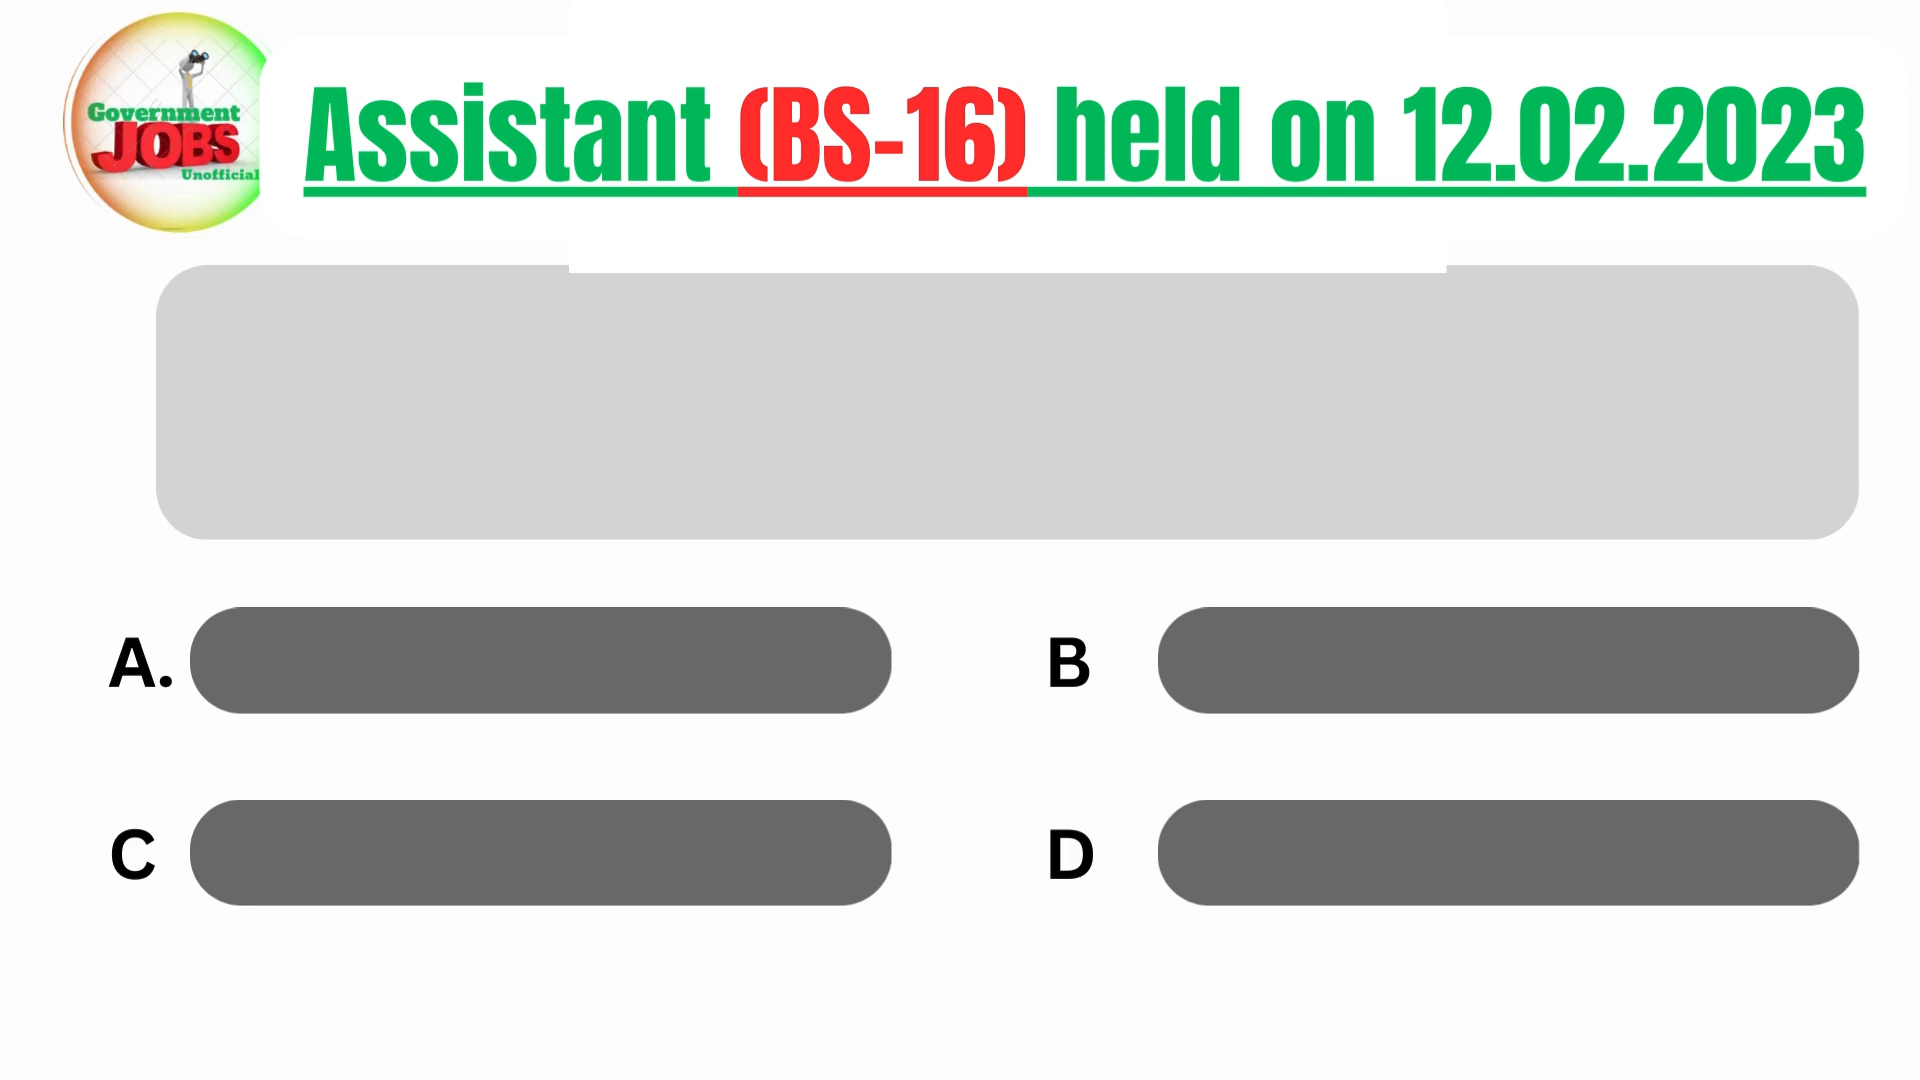 Government
JOBS
Unofficial
Assistant (BS-16) held on 12.02.2023
A.
B
C
D